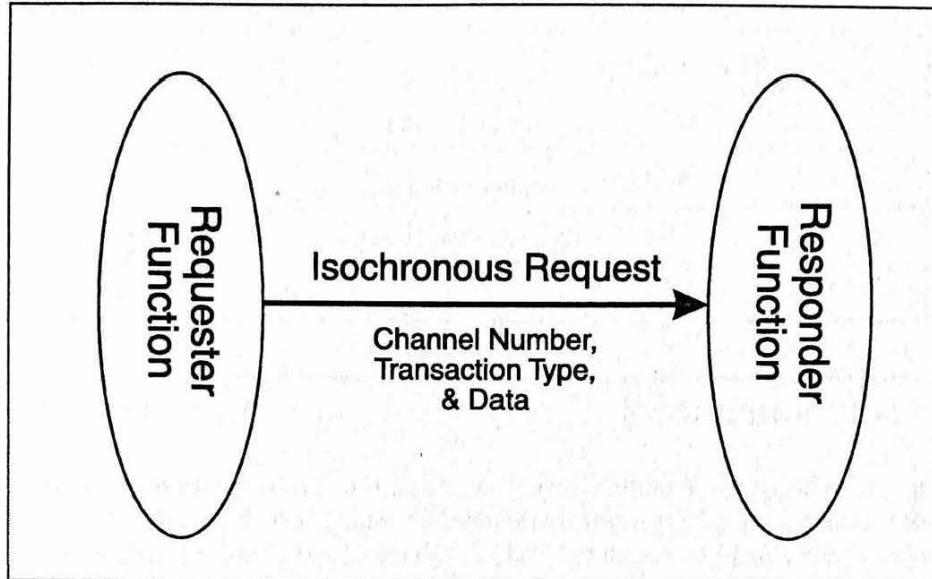 Requester
Function
Isochronous Request
Channel Number,
Transaction Type,
& Data
Responder
Function